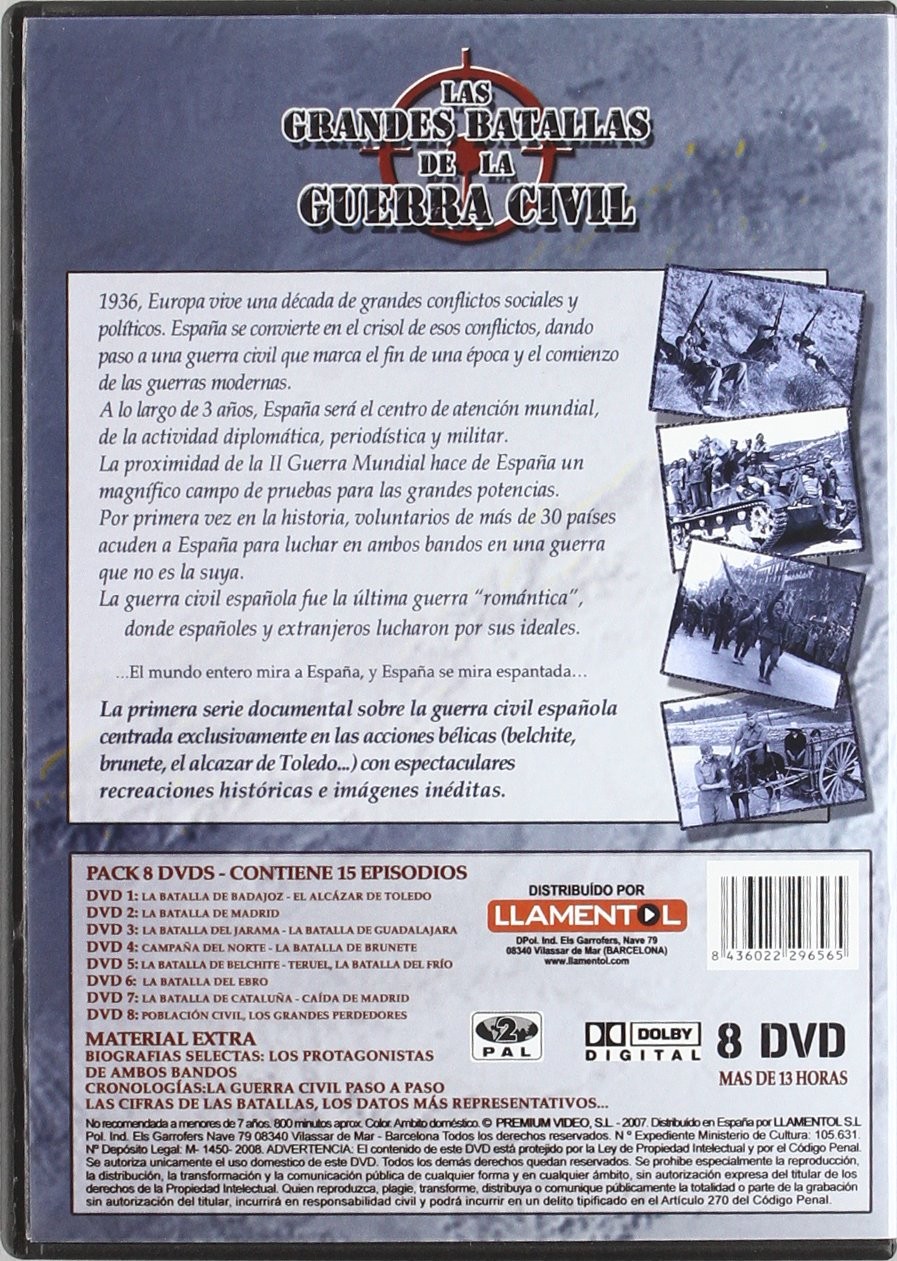 LAS
GRANDES BATALLAS
DE LA
GUERRA CIVIL
1936, Europa vive una década de grandes conflictos sociales y
políticos. España se convierte en el crisol de esos conflictos, dando
paso a una guerra civil que marca el fin de una época y el comienzo
de las guerras modernas.
A lo largo de 3 años, España será el centro de atención mundial,
de la actividad diplomática, periodística y militar.
La proximidad de la II Guerra Mundial hace de España un
magnífico campo de pruebas para las grandes potencias.
Por primera vez en la historia, voluntarios de más de 30 países
acuden a España para luchar en ambos bandos en una guerra
que no es la suya.
La guerra civil española fue la última guerra “romántica”,
donde españoles y extranjeros lucharon por sus ideales.
...El mundo entero mira a España, y España se mira espantada...
La primera serie documental sobre la guerra civil española
centrada exclusivamente en las acciones bélicas (belchite,
brunete, el alcazar de Toledo...) con espectaculares
recreaciones históricas e imágenes inéditas.
PACK 8 DVDS - CONTIENE 15 EPISODIOS
DVD 1: LA BATALLA DE BADAJOZ - EL ALCÁZAR DE TOLEDO
DVD 2: LA BATALLA DE MADRID
DVD 3: LA BATALLA DEL JARAMA - LA BATALLA DE GUADALAJARA
DVD 4: CAMPAÑA DEL NORTE - LA BATALLA DE BRUNETE
DVD 5: LA BATALLA DE BELCHITE - TERUEL, LA BATALLA DEL FRÍO
DVD 6: LA BATALLA DEL EBRO
DVD 7: LA BATALLA DE CATALUÑA - CAÍDA DE MADRID
DVD 8: POBLACIÓN CIVIL, LOS GRANDES PERDEDORES
MATERIAL EXTRA
BIOGRAFIAS SELECTAS: LOS PROTAGONISTAS
DE AMBOS BANDOS
CRONOLOGÍAS:LA GUERRA CIVIL PASO A PASO
LAS CIFRAS DE LAS BATALLAS, LOS DATOS MÁS REPRESENTATIVOS...
DISTRIBUÍDO POR
LLAMENTOL
DPol. Ind. Els Garrofers, Nave 79
08340 Vilassar de Mar (BARCELONA)
www.llamentol.com
8 436022 296565
2
PAL
DOLBY
DIGITAL
8 DVD
MAS DE 13 HORAS
No recomendada a menores de 7 años. 800 minutos aprox. Color. Ambito doméstico. © PREMIUM VIDEO, S.L - 2007. Distribuido en España por LLAMENTOL S.L
Pol. Ind. Els Garrofers Nave 79 08340 Vilassar de Mar - Barcelona Todos los derechos reservados. N º Expediente Ministerio de Cultura: 105.631.
Nº Depósito Legal: M- 1450- 2008. ADVERTENCIA: El contenido de este DVD está protejido por la Ley de Propiedad Intelectual y por el Código Penal.
Se autoriza unicamente el uso domestico de este DVD. Todos los demás derechos quedan reservados. Se prohibe especialmente la reproducción,
la distribución, la transformación y la comunicación pública de cualquier forma y en cualquier ámbito, sin autorización expresa del titular de los
derechos de la Propiedad Intelectual. Quien reproduzca, plagie, transforme, distribuya o comunique públicamente la totalidad o parte de la grabación
sin autorización del titular, incurrirá en responsabilidad civil y podrá incurrir en un delito tipificado en el Artículo 270 del Código Penal.